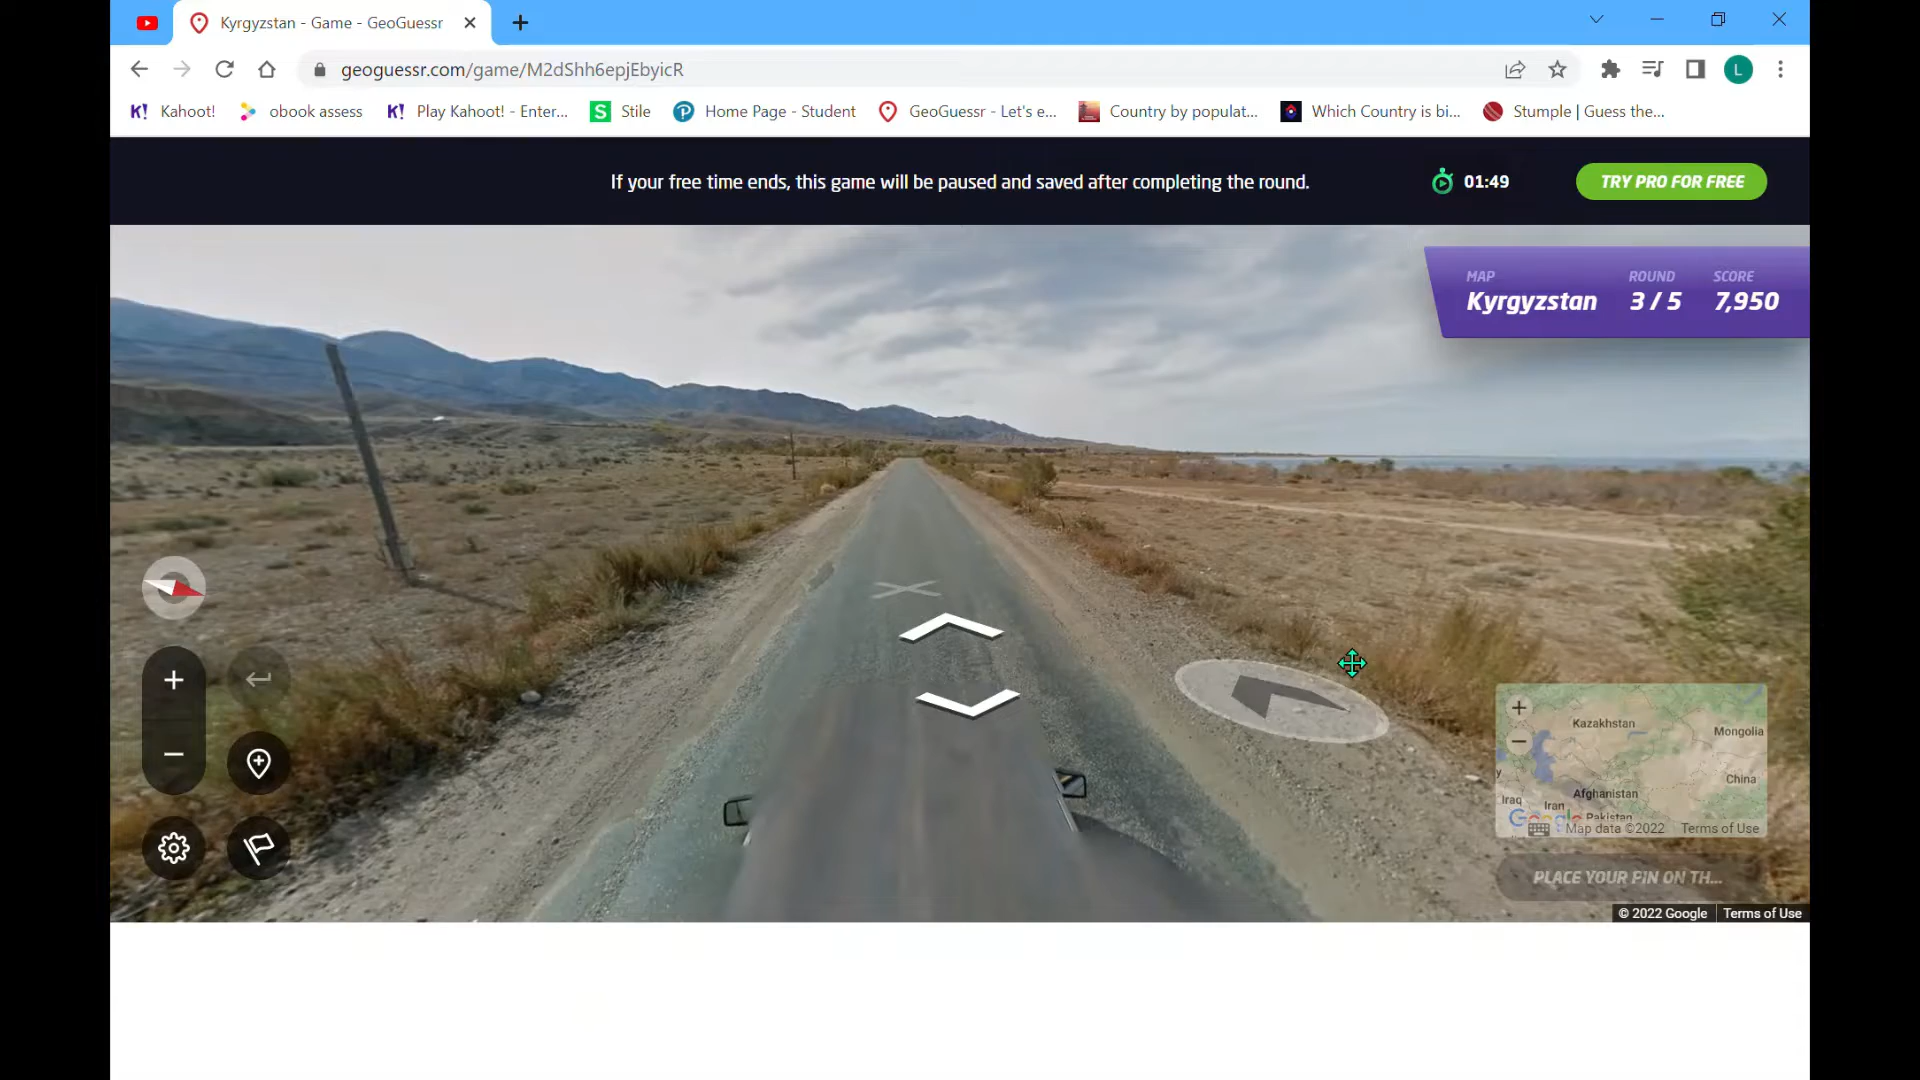 Kyrgyzstan - Game - GeoGuessr
geoguessr.com/game/M2dShh6epjEbyicR
L
K! Kahoot!
obook assess
K! Play Kahoot! - Enter...
S Stile
P Home Page - Student
GeoGuessr - Let's e...
Country by populat...
Which Country is bi...
Stumple | Guess the...
If your free time ends, this game will be paused and saved after completing the round.
01:49
TRY PRO FOR FREE
MAP ROUND SCORE
Kyrgyzstan 3 / 5 7,950
Kazakhstan
Mongolia
China
Afghanistan
Iraq
Iran
Pakistan
Google
Map data ©2022 Terms of Use
PLACE YOUR PIN ON TH...
© 2022 Google Terms of Use